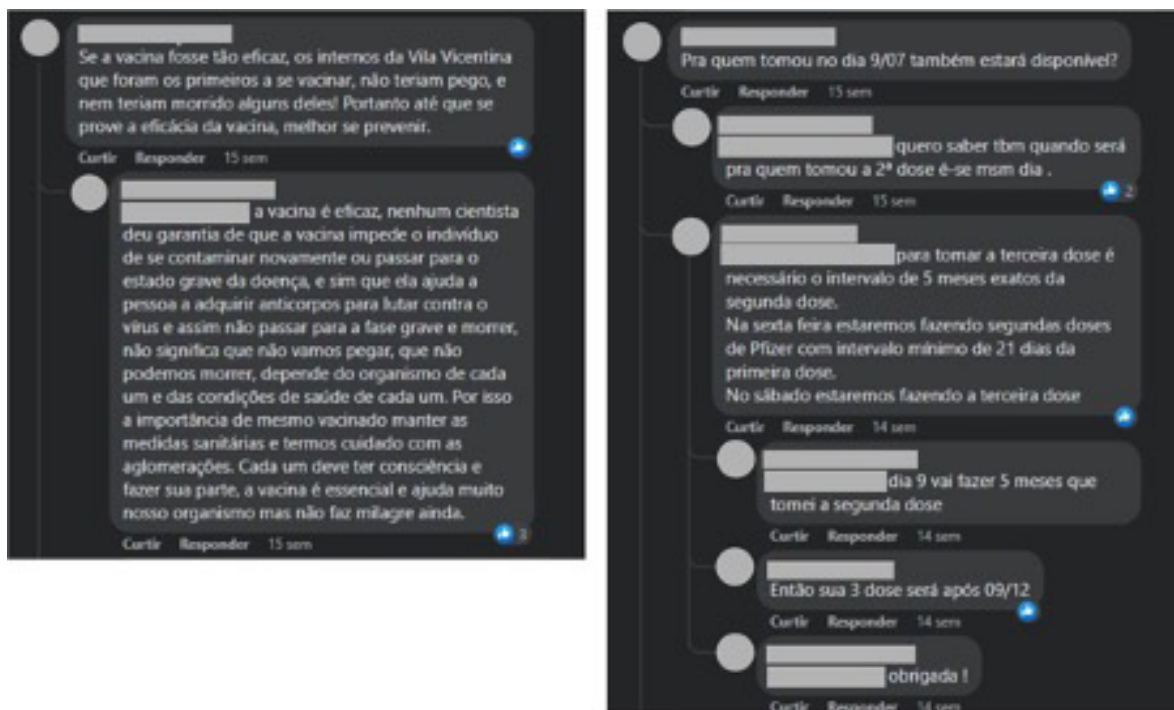 Se a vacina fosse tão eficaz, os internos da Vila Vicentina
que foram os primeiros a se vacinar, não teriam pego, e
nem teriam morrido alguns deles! Portanto até que se
prove a eficácia da vacina, melhor se prevenir.
Curtir Responder 15 sem
a vacina é eficaz, nenhum cientista
deu garantia de que a vacina impede o indivíduo
de se contaminar novamente ou passar para o
estado grave da doença, e sim que ela ajuda a
pessoa a adquirir anticorpos para lutar contra o
vírus e assim não passar para a fase grave e morrer,
não significa que não vamos pegar, que não
podemos morrer, depende do organismo de cada
um e das condições de saúde de cada um. Por isso
a importância de mesmo vacinado manter as
medidas sanitárias e termos cuidado com as
aglomerações. Cada um deve ter consciência e
fazer sua parte, a vacina é essencial e ajuda muito
nosso organismo mas não faz milagre ainda.
3
Curtir Responder 15 sem
Pra quem tomou no dia 9/07 também estará disponível?
Curtir Responder 15 sem
quero saber tbm quando será
pra quem tomou a 2ª dose é-se msm dia .
2
Curtir Responder 15 sem
para tomar a terceira dose é
necessário o intervalo de 5 meses exatos da
segunda dose.
Na sexta feira estaremos fazendo segundas doses
de Pfizer com intervalo mínimo de 21 dias da
primeira dose.
No sábado estaremos fazendo a terceira dose
Curtir Responder 14 sem
dia 9 vai fazer 5 meses que
tomei a segunda dose
Curtir Responder 14 sem
Então sua 3 dose será após 09/12
Curtir Responder 14 sem
obrigada !
Curtir Responder 14 sem